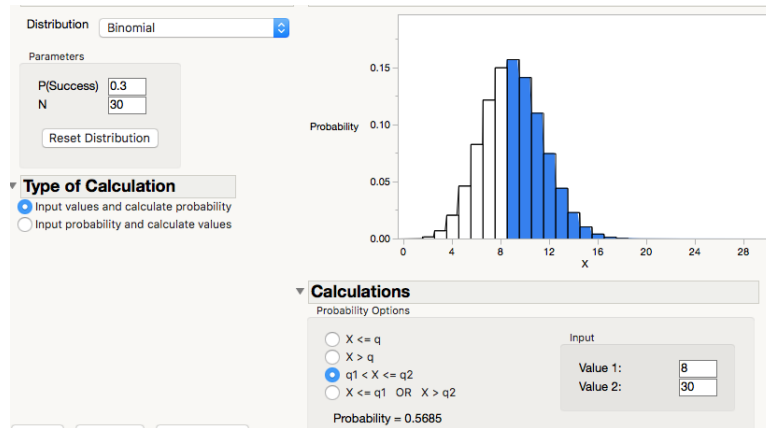 Distribution Binomial
Parameters
P(Success) 0.3
N 30
Reset Distribution
Type of Calculation
Input values and calculate probability
Input probability and calculate values
0.15
Probability 0.10
0.05
0.00
0 4 8 12 16 20 24 28
X
Calculations
Probability Options
X <= q
X > q
q1 < X <= q2
X <= q1 OR X > q2
Probability = 0.5685
Input
Value 1: 8
Value 2: 30